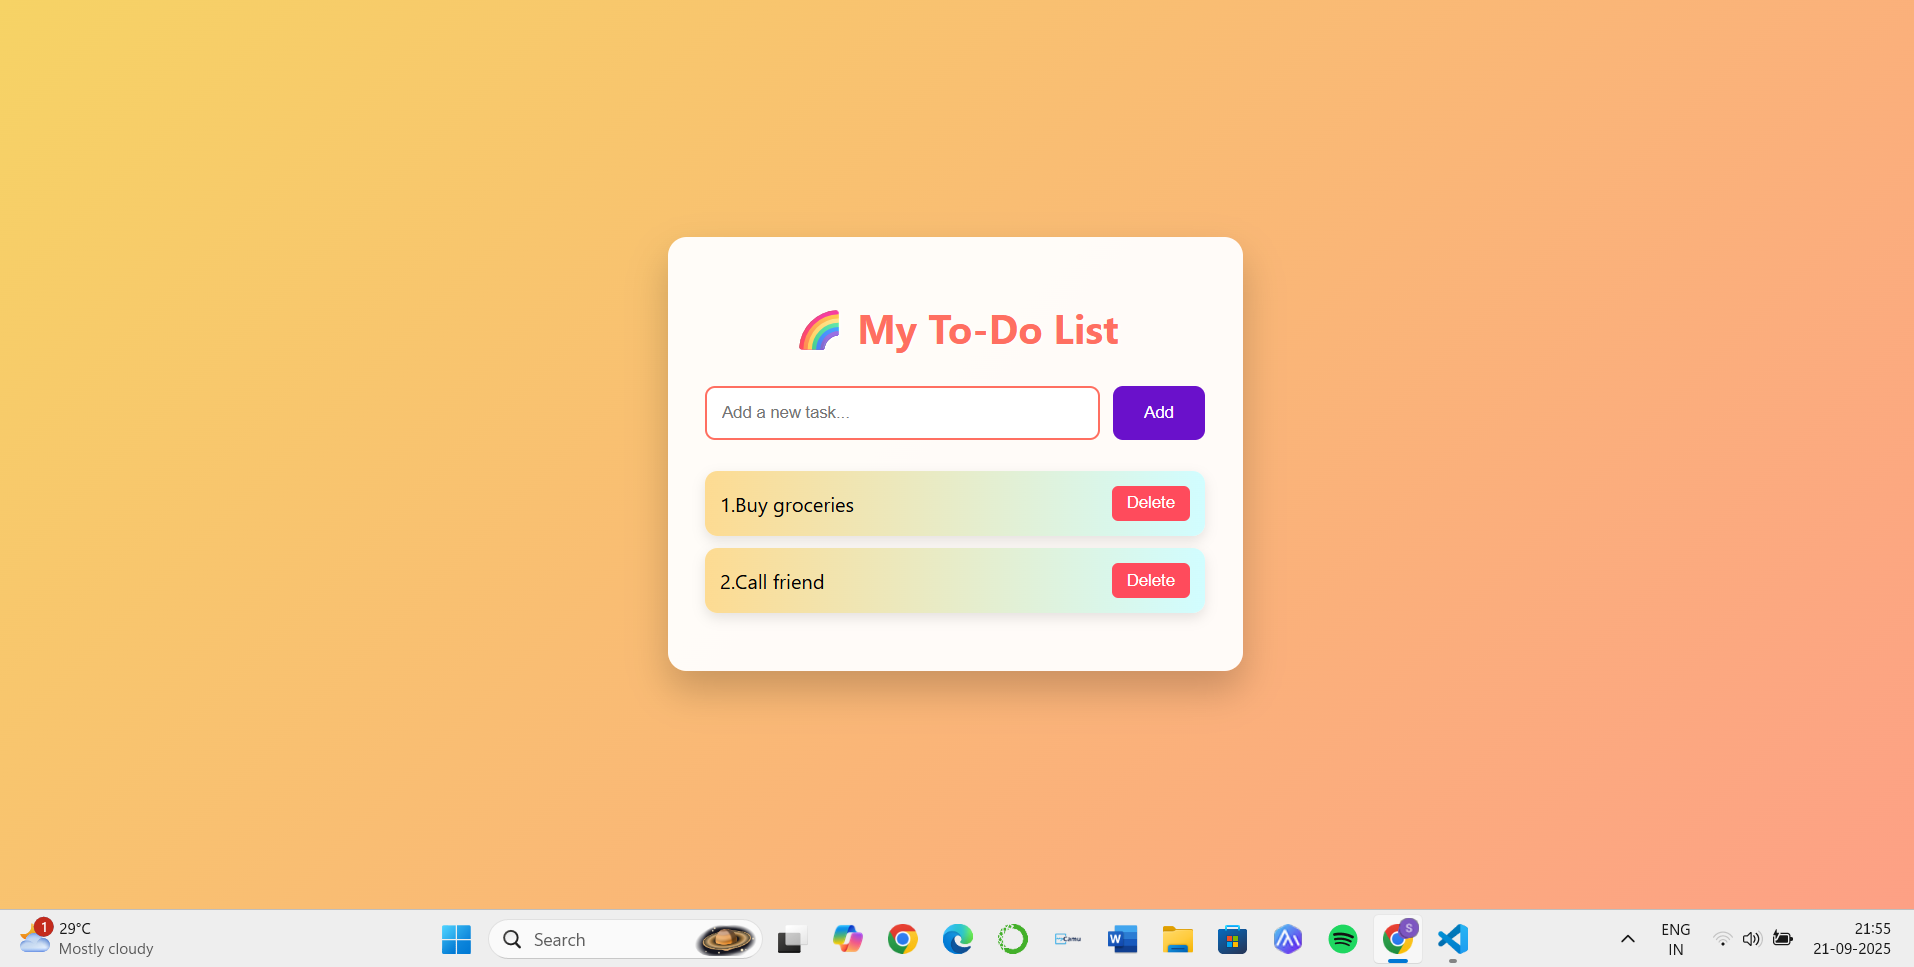 🌈 My To-Do List
Add a new task...
Add
1.Buy groceries
Delete
2.Call friend
Delete
1
29°C
Mostly cloudy
Search
Camu
W
S
ENG
IN
21:55
21-09-2025